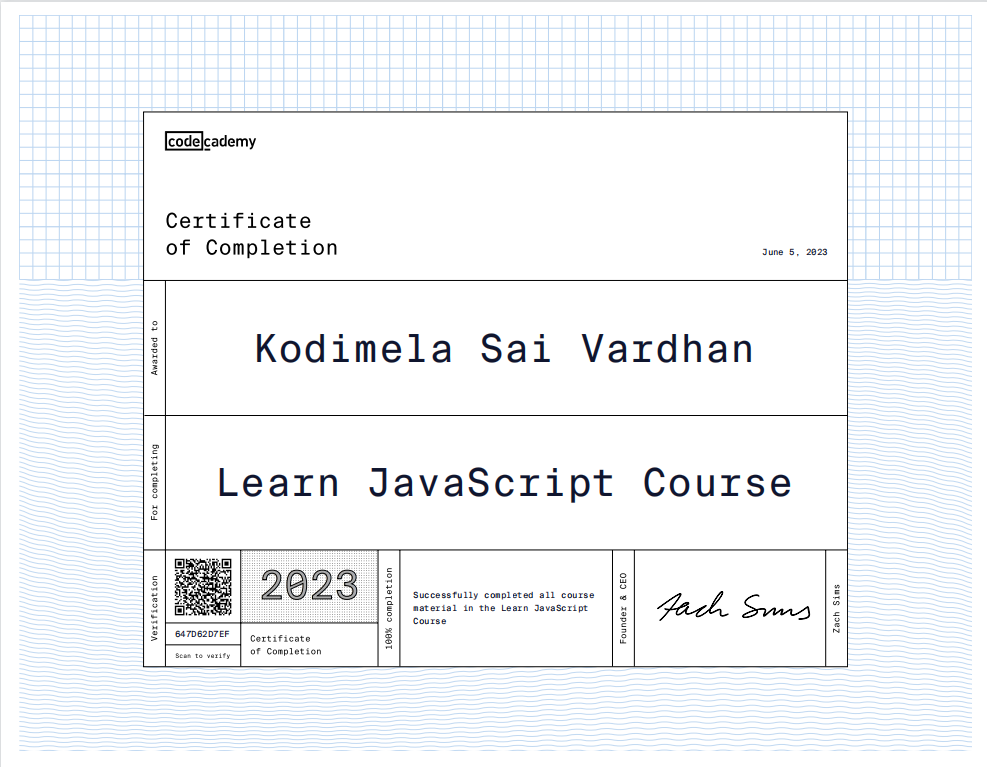 codecademy
Certificate
of Completion
June 5, 2023
Awarded to
Kodimela Sai Vardhan
For completing
Learn JavaScript Course
Verification
647D62D7EF
Scan to verify
2023
Certificate
of Completion
100% completion
Successfully completed all course
material in the Learn JavaScript
Course
Founder & CEO
Zach Sims
Zach Sims